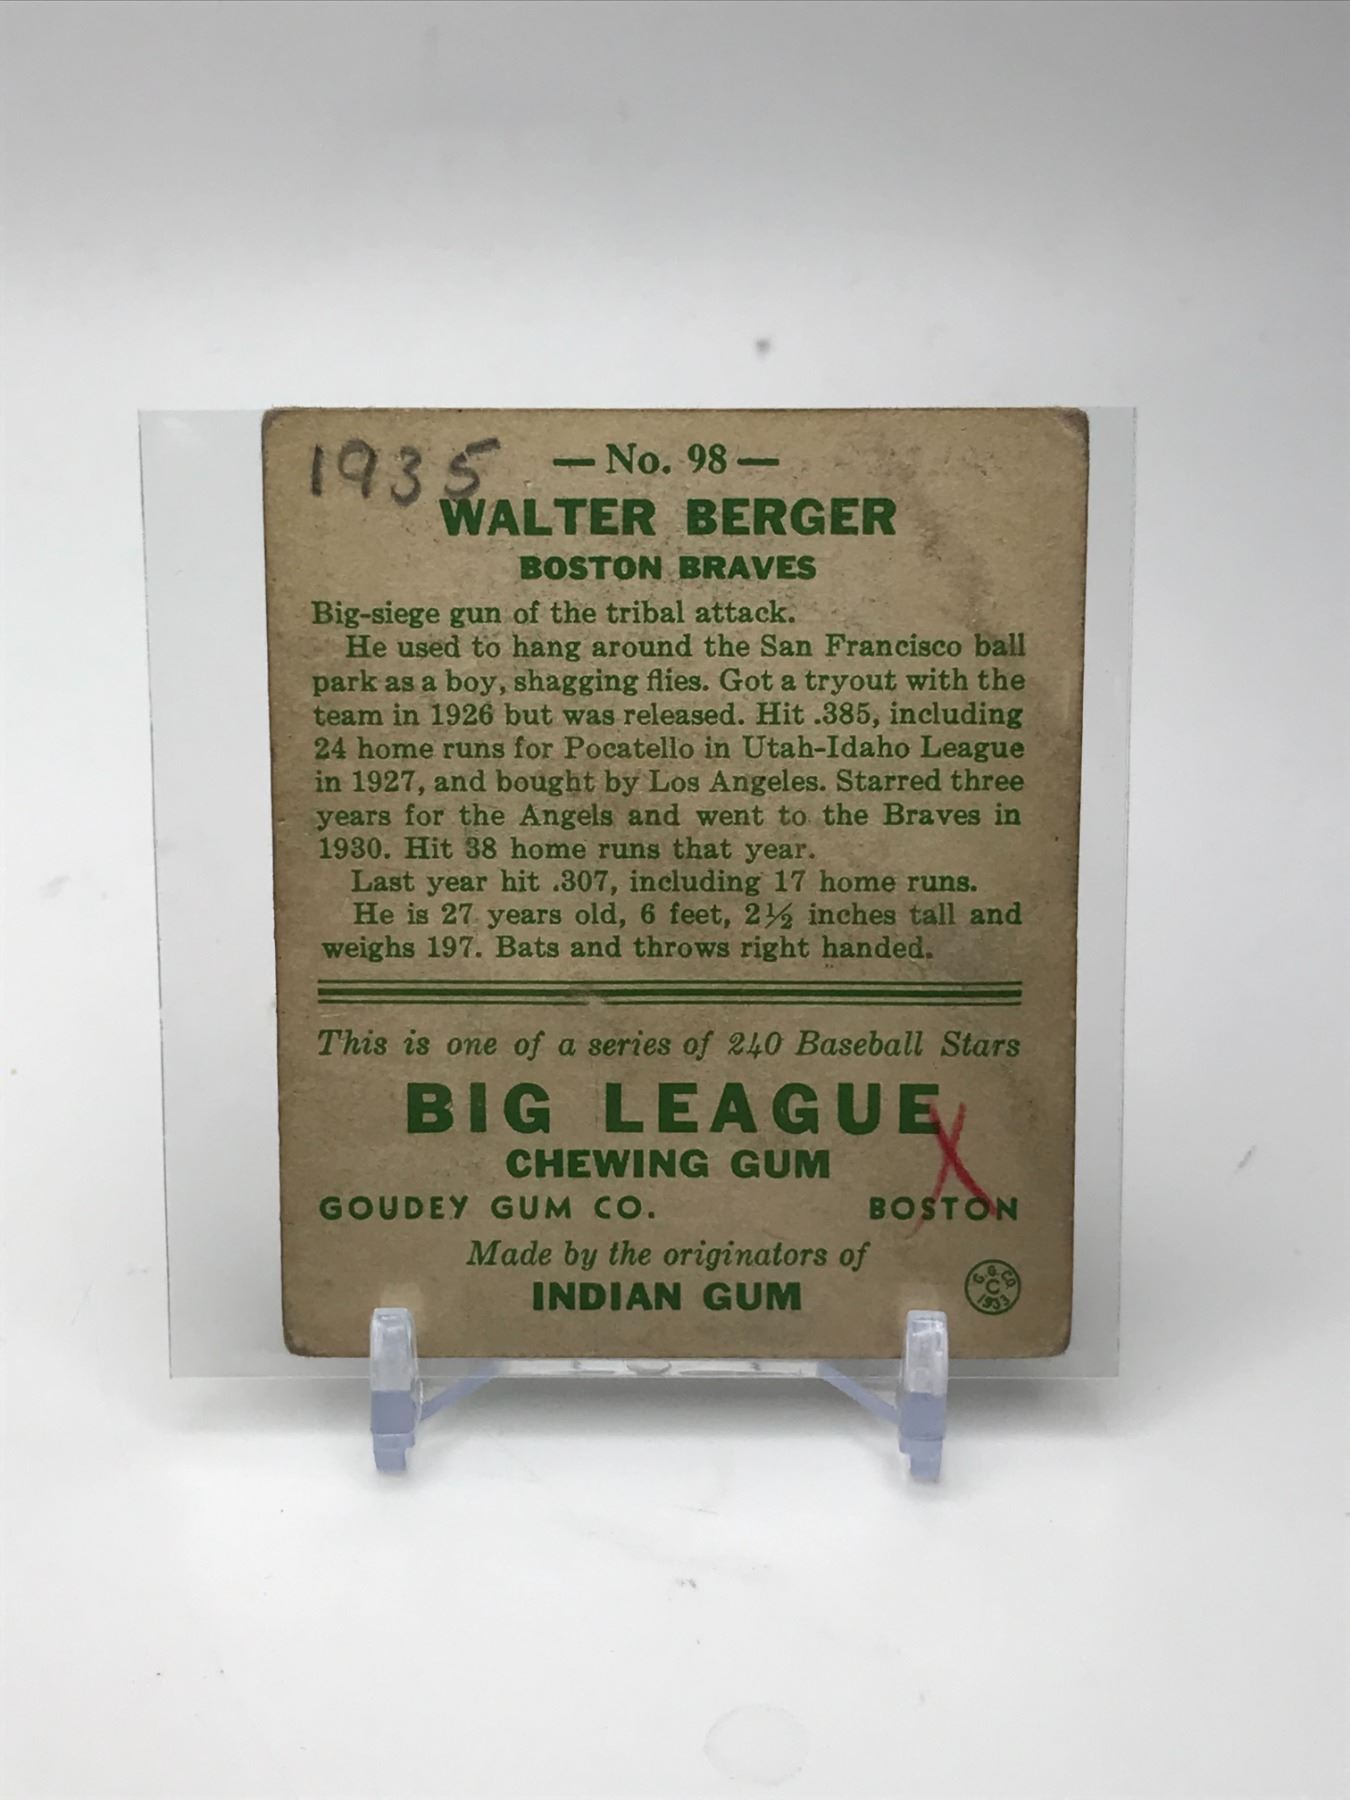 1935
— No. 98 —
WALTER BERGER
BOSTON BRAVES
Big-siege gun of the tribal attack.
He used to hang around the San Francisco ball
park as a boy, shagging flies. Got a tryout with the
team in 1926 but was released. Hit .385, including
24 home runs for Pocatello in Utah-Idaho League
in 1927, and bought by Los Angeles. Starred three
years for the Angels and went to the Braves in
1930. Hit 38 home runs that year.
Last year hit .307, including 17 home runs.
He is 27 years old, 6 feet, 2½ inches tall and
weighs 197. Bats and throws right handed.
This is one of a series of 240 Baseball Stars
BIG LEAGUE
X
CHEWING GUM
GOUDEY GUM CO. BOSTON
Made by the originators of
INDIAN GUM
G. G. CO.
C
1933